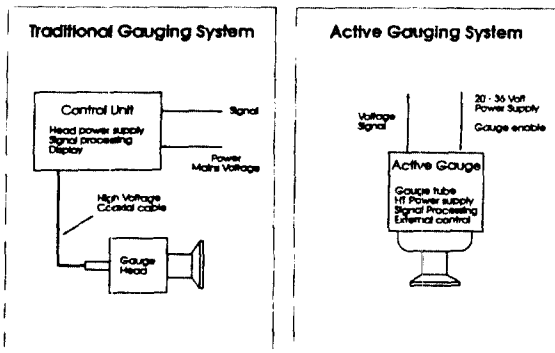 Traditional Gauging System
Control Unit
Head power supply
Signal processing
Display
Signal
Power
Mains Voltage
High Voltage
Coaxial cable
Gauge
Head
Active Gauging System
Voltage
Signal
20 - 36 Volt
Power Supply
Gauge enable
Active Gauge
Gauge tube
HT Power supply
Signal Processing
External control